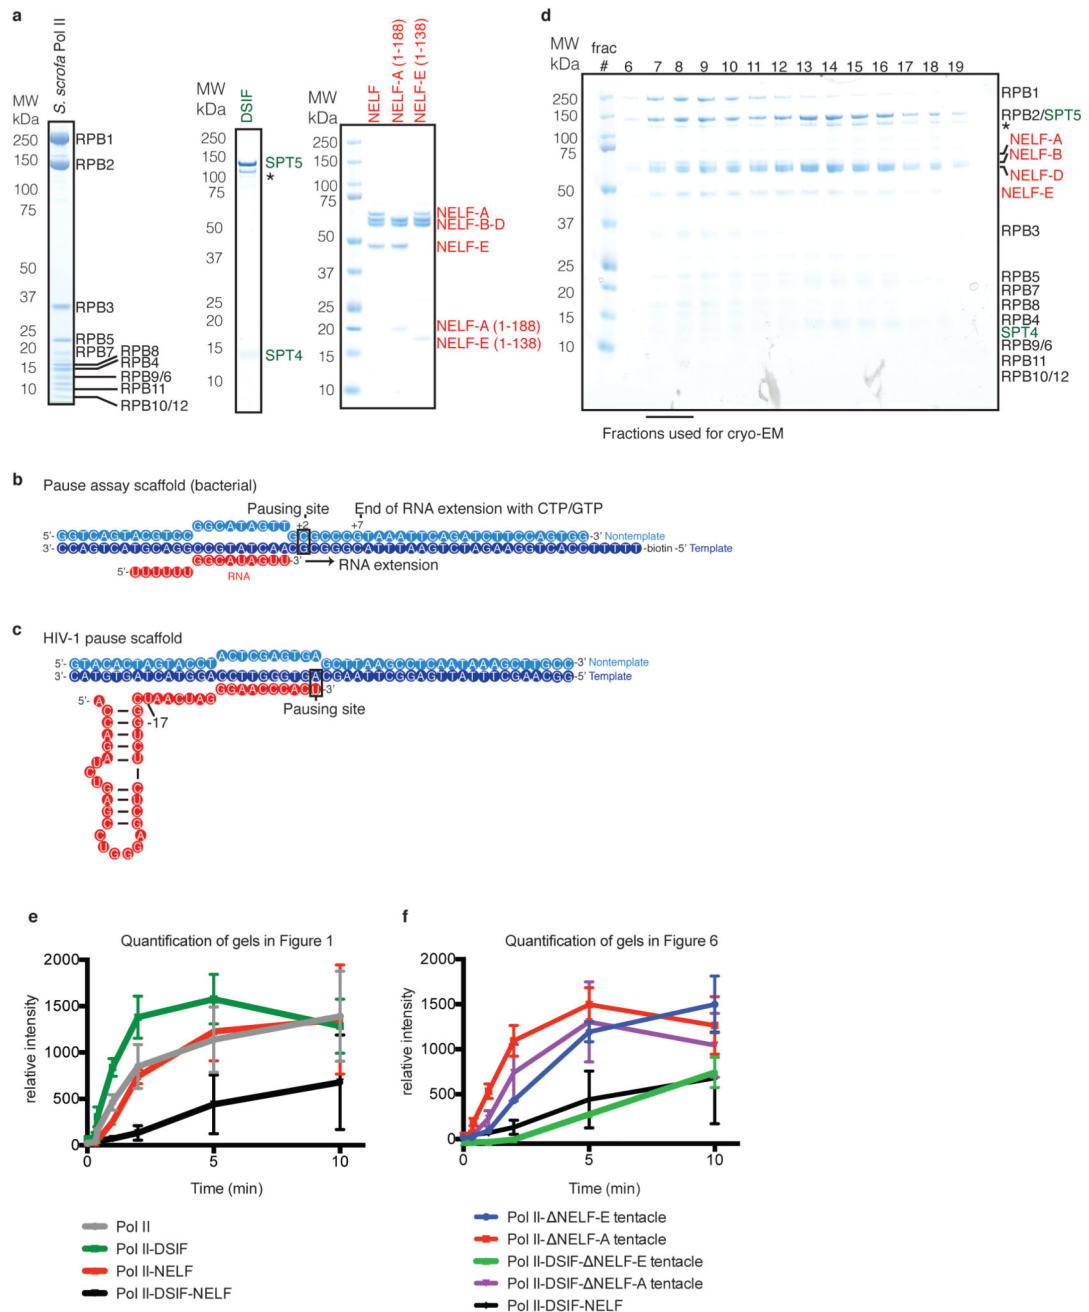 a
MW
kDa
250
150
100
75
50
37
25
20
15
10
S. scrofa Pol II
RPB1
RPB2
RPB3
RPB5
RPB7
RPB8
RPB4
RPB9/6
RPB11
RPB10/12
MW
kDa
250
150
100
75
50
37
25
20
15
10
DSIF
SPT5
*
SPT4
MW
kDa
250
150
100
75
50
37
25
20
15
10
NELF
NELF-A (1-188)
NELF-E (1-138)
NELF-A
NELF-B-D
NELF-E
NELF-A (1-188)
NELF-E (1-138)
d
MW
kDa
frac
# 6 7 8 9 10 11 12 13 14 15 16 17 18 19
250
150
100
75
50
37
25
20
15
10
RPB1
RPB2/SPT5
*
NELF-A
NELF-B
NELF-D
NELF-E
RPB3
RPB5
RPB7
RPB8
RPB4
SPT4
RPB9/6
RPB11
RPB10/12
Fractions used for cryo-EM
b
Pause assay scaffold (bacterial)
Pausing site
End of RNA extension with CTP/GTP
+2 +7
GGCATAGTT
5'- GGTCAGTACGTCC GCGCCCGTAAATTCAGATCTTCCAGTGG -3' Nontemplate
3'- CCAGTCATGCAGGCCGTATCAACGCGGGCATTTAAGTCTAGAAGGTCACCTTTTTT -biotin -5' Template
GGCAUAGUU -3'
RNA extension
5'- UUUUUU
RNA
c
HIV-1 pause scaffold
ACTCGAGTGA
5'- GTACACTAGTACCT GCTTAAGCCTCAATAAAGCTTGCC -3' Nontemplate
3'- CATGTGATCATGGACCTTGGGTGACGAATTCGGAGTTATTTCGAACGG -5' Template
GGAACCCACU -3'
Pausing site
5'- A CUAACUAG
-17
C G
C G
A U
G C
A U
U
C
U C
G U
A C
G G
C A
C G
U G G G
e
Quantification of gels in Figure 1
relative intensity
2000
1500
1000
500
0
0 5 10
Time (min)
Pol II
Pol II-DSIF
Pol II-NELF
Pol II-DSIF-NELF
f
Quantification of gels in Figure 6
relative intensity
2000
1500
1000
500
0
0 5 10
Time (min)
Pol II-ΔNELF-E tentacle
Pol II-ΔNELF-A tentacle
Pol II-DSIF-ΔNELF-E tentacle
Pol II-DSIF-ΔNELF-A tentacle
Pol II-DSIF-NELF